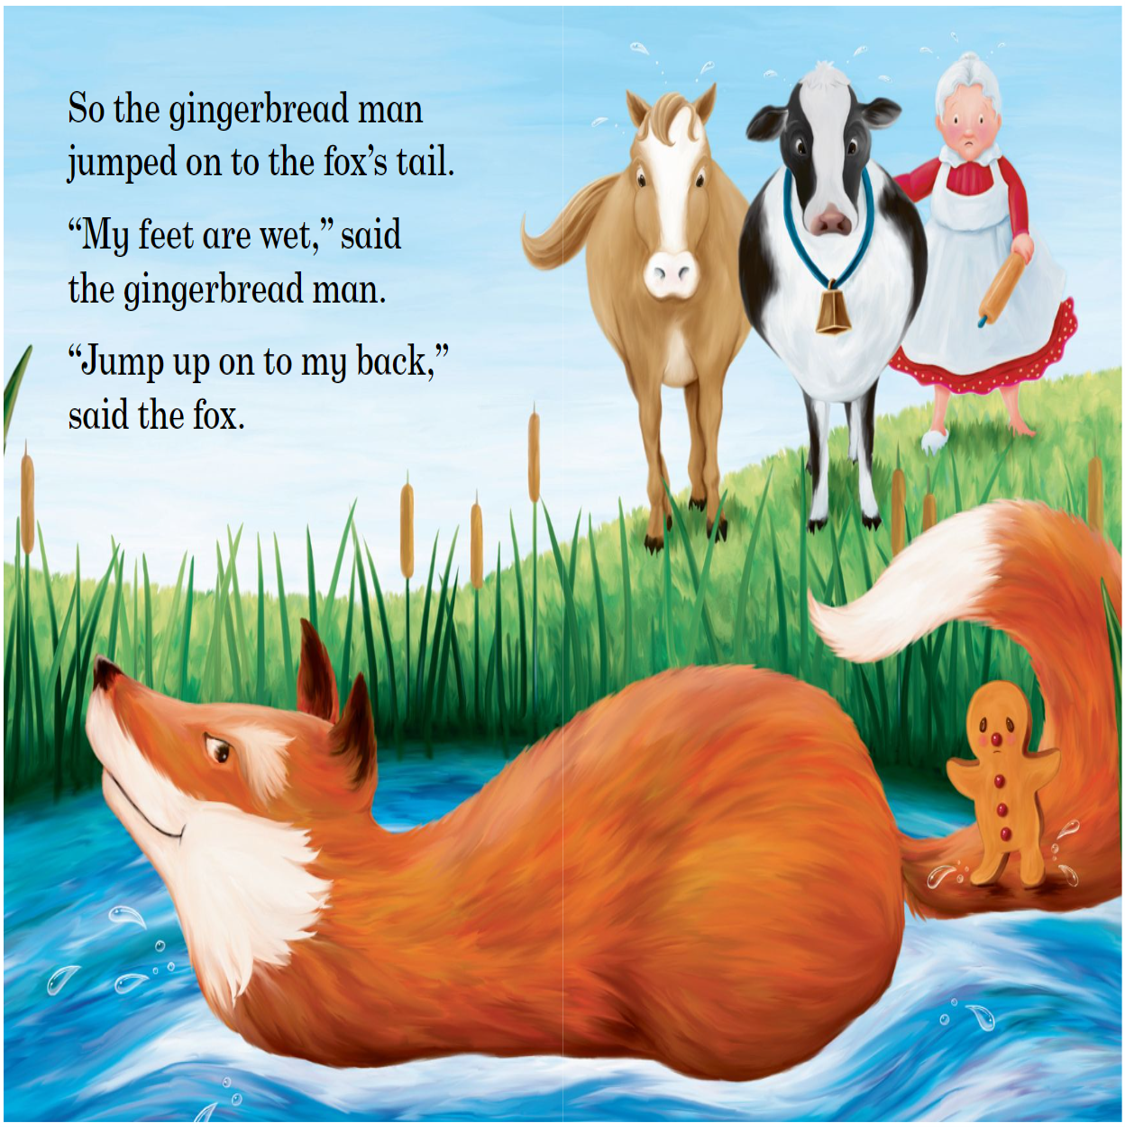 So the gingerbread man
jumped on to the fox’s tail.
“My feet are wet,” said
the gingerbread man.
“Jump up on to my back,”
said the fox.